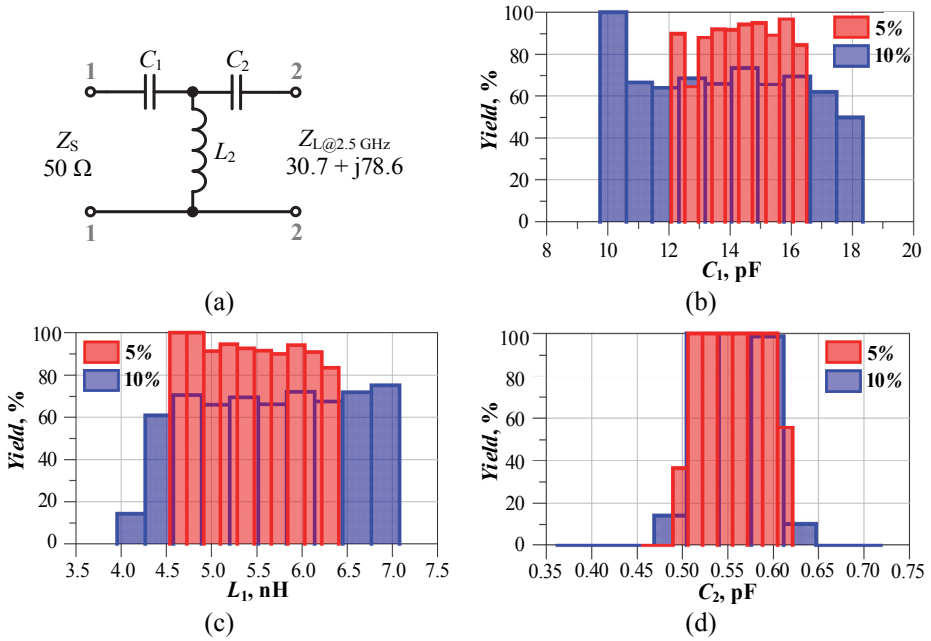 C1 C2
1 2
ZS
50 Ω
L2
ZL@2.5 GHz
30.7 + j78.6
1 2
(a)
Yield, %
100
80
60
40
20
0
5%
10%
8 10 12 14 16 18 20
C1, pF
(b)
Yield, %
100
80
60
40
20
0
5%
10%
3.5 4.0 4.5 5.0 5.5 6.0 6.5 7.0 7.5
L1, nH
(c)
Yield, %
100
80
60
40
20
0
5%
10%
0.35 0.40 0.45 0.50 0.55 0.60 0.65 0.70 0.75
C2, pF
(d)